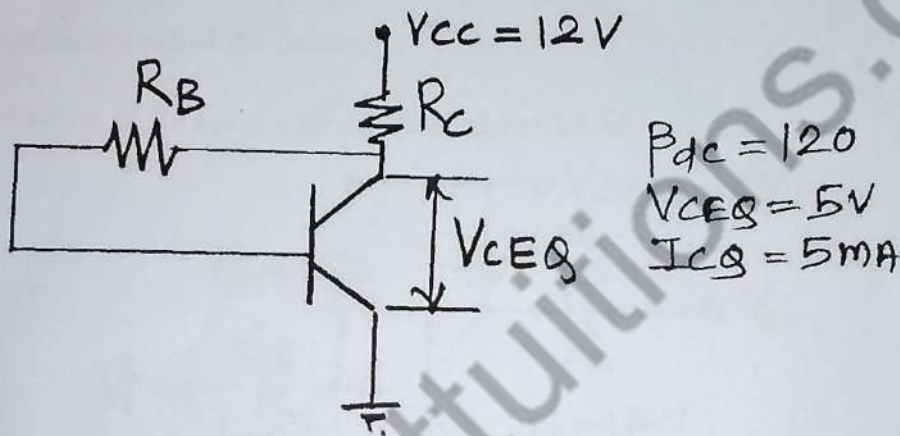 VCC = 12V
RB
RC
βdc = 120
VCEQ = 5V
ICQ = 5mA
VCEQ